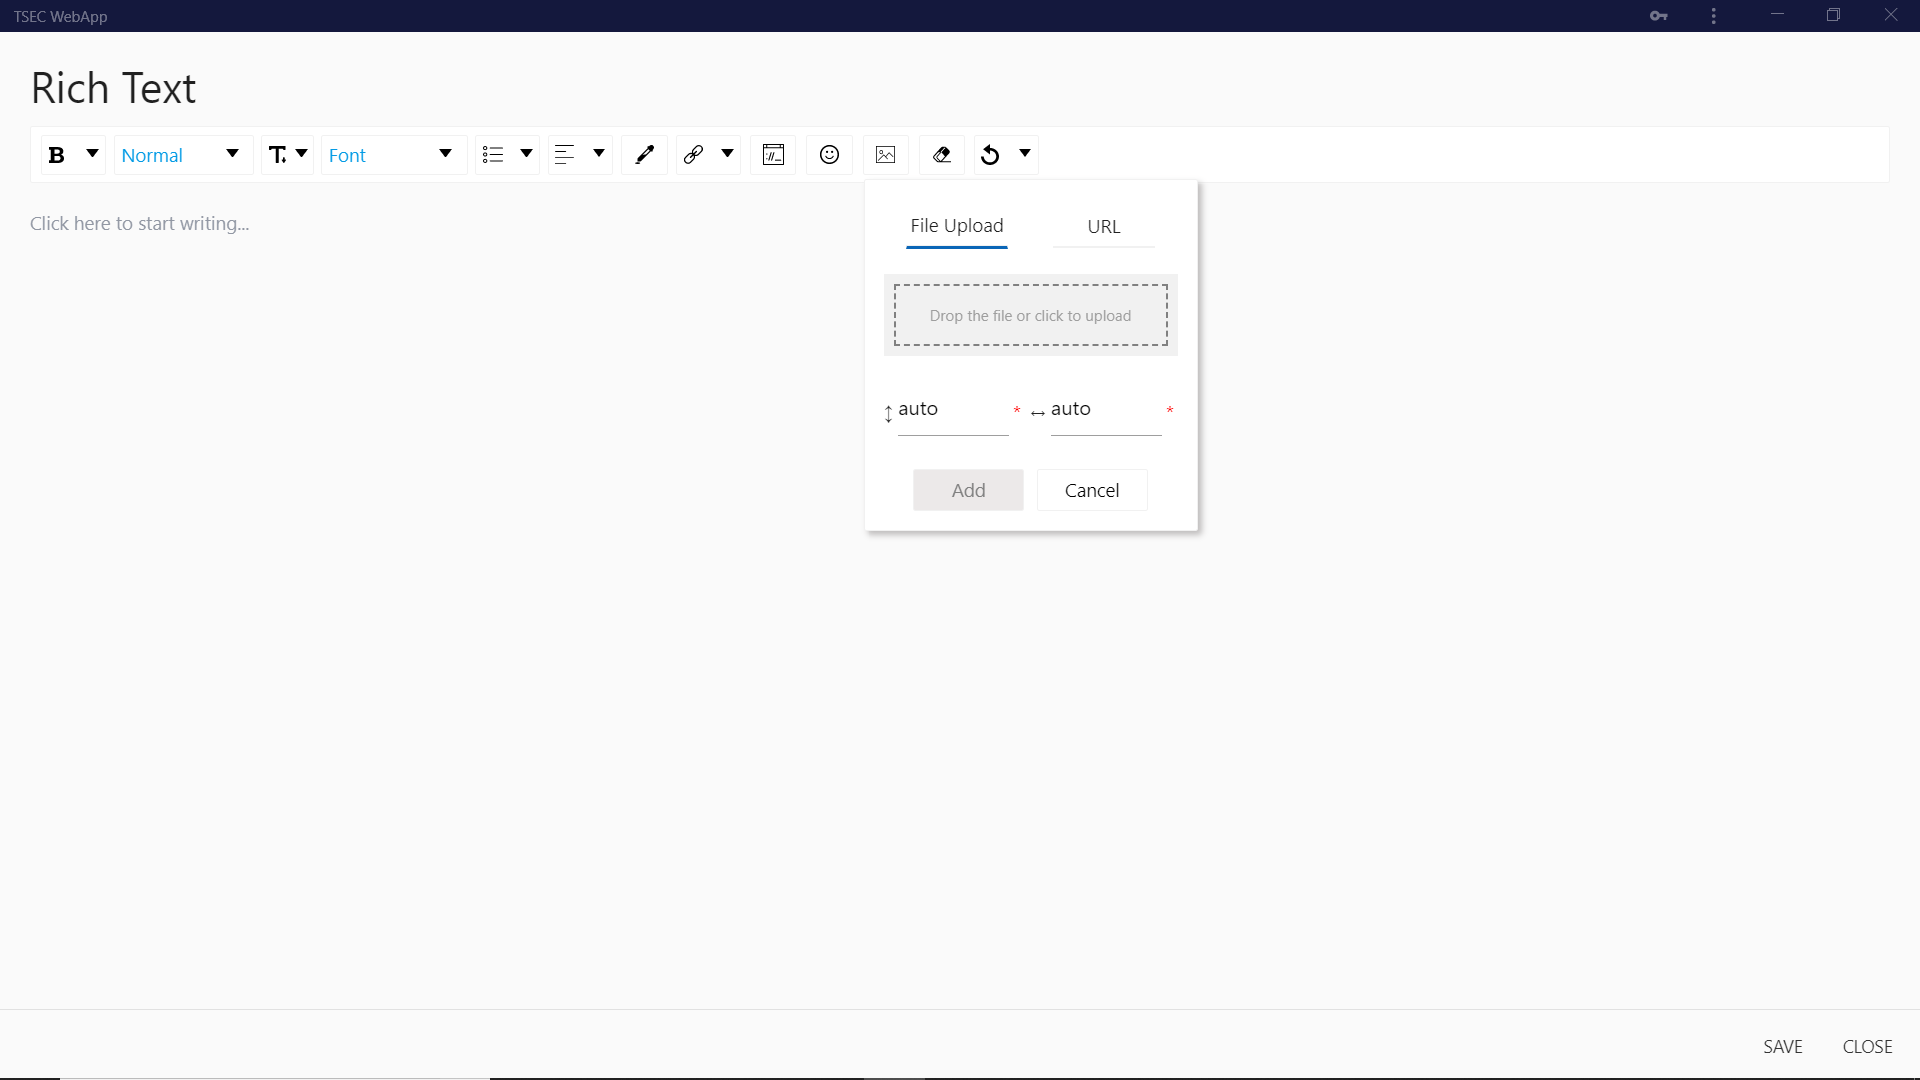 TSEC WebApp
Rich Text
B Normal T Font
Click here to start writing...
File Upload URL
Drop the file or click to upload
auto * auto *
Add Cancel
SAVE CLOSE